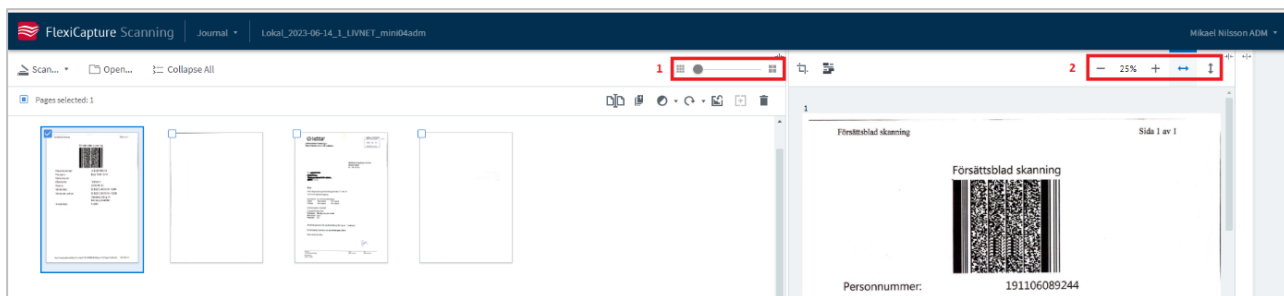 FlexiCapture Scanning Journal Lokal_2023-06-14_1_LIVNET_mini04adm Mikael Nilsson ADM
Scan... Open... Collapse All 1 2 25%
Pages selected: 1
1
Försättsblad skanning Sida 1 av 1
Försättsblad skanning
Personnummer: 191106089244